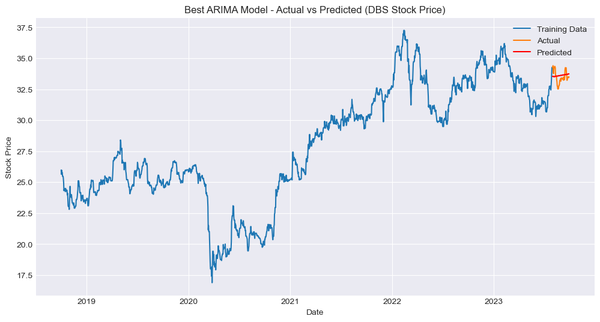 Best ARIMA Model - Actual vs Predicted (DBS Stock Price)
Training Data
Actual
Predicted
Stock Price
37.5
35.0
32.5
30.0
27.5
25.0
22.5
20.0
17.5
2019
2020
2021
2022
2023
Date